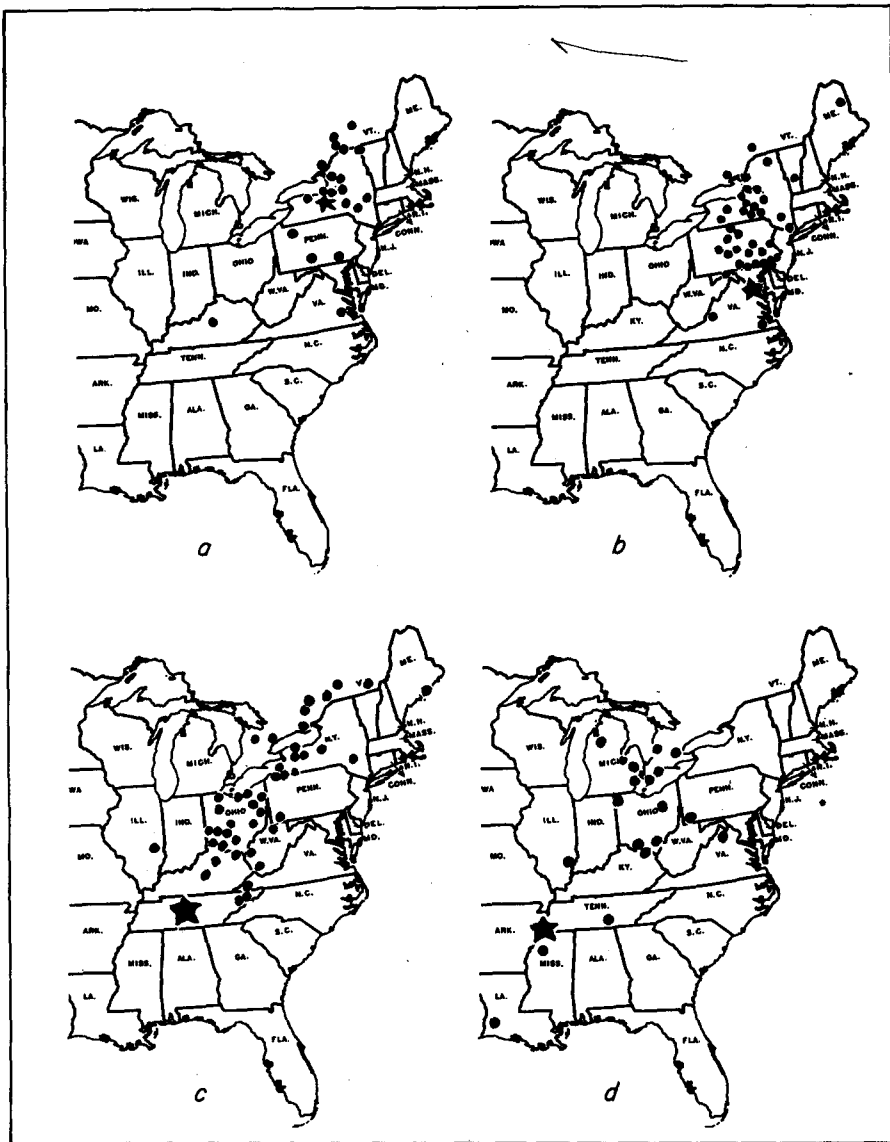 ME.
VT.
N.H.
MASS.
WIS.
MICH.
R.I.
CONN.
WA
PENN.
N.J.
ILL.
IND.
OHIO
DEL.
MD.
W.VA.
VA.
MO.
N.C.
TENN.
ARK.
S.C.
MISS.
ALA.
GA.
LA.
FLA.
a
ME.
VT.
N.H.
MASS.
WIS.
MICH.
R.I.
CONN.
WA
N.J.
ILL.
IND.
OHIO
DEL.
MD.
W.VA.
VA.
MO.
KY.
N.C.
TENN.
ARK.
S.C.
MISS.
ALA.
GA.
LA.
FLA.
b
ME.
N.H.
MASS.
WIS.
N.Y.
MICH.
R.I.
CONN.
WA
PENN.
N.J.
ILL.
IND.
OHIO
DEL.
MD.
W.VA.
VA.
MO.
N.C.
ARK.
S.C.
MISS.
ALA.
GA.
LA.
FLA.
c
ME.
VT.
N.H.
MASS.
WIS.
N.Y.
MICH.
R.I.
CONN.
WA
PENN.
N.J.
ILL.
IND.
OHIO
DEL.
MD.
W.VA.
VA.
MO.
KY.
N.C.
TENN.
ARK.
S.C.
MISS.
ALA.
GA.
LA.
FLA.
d